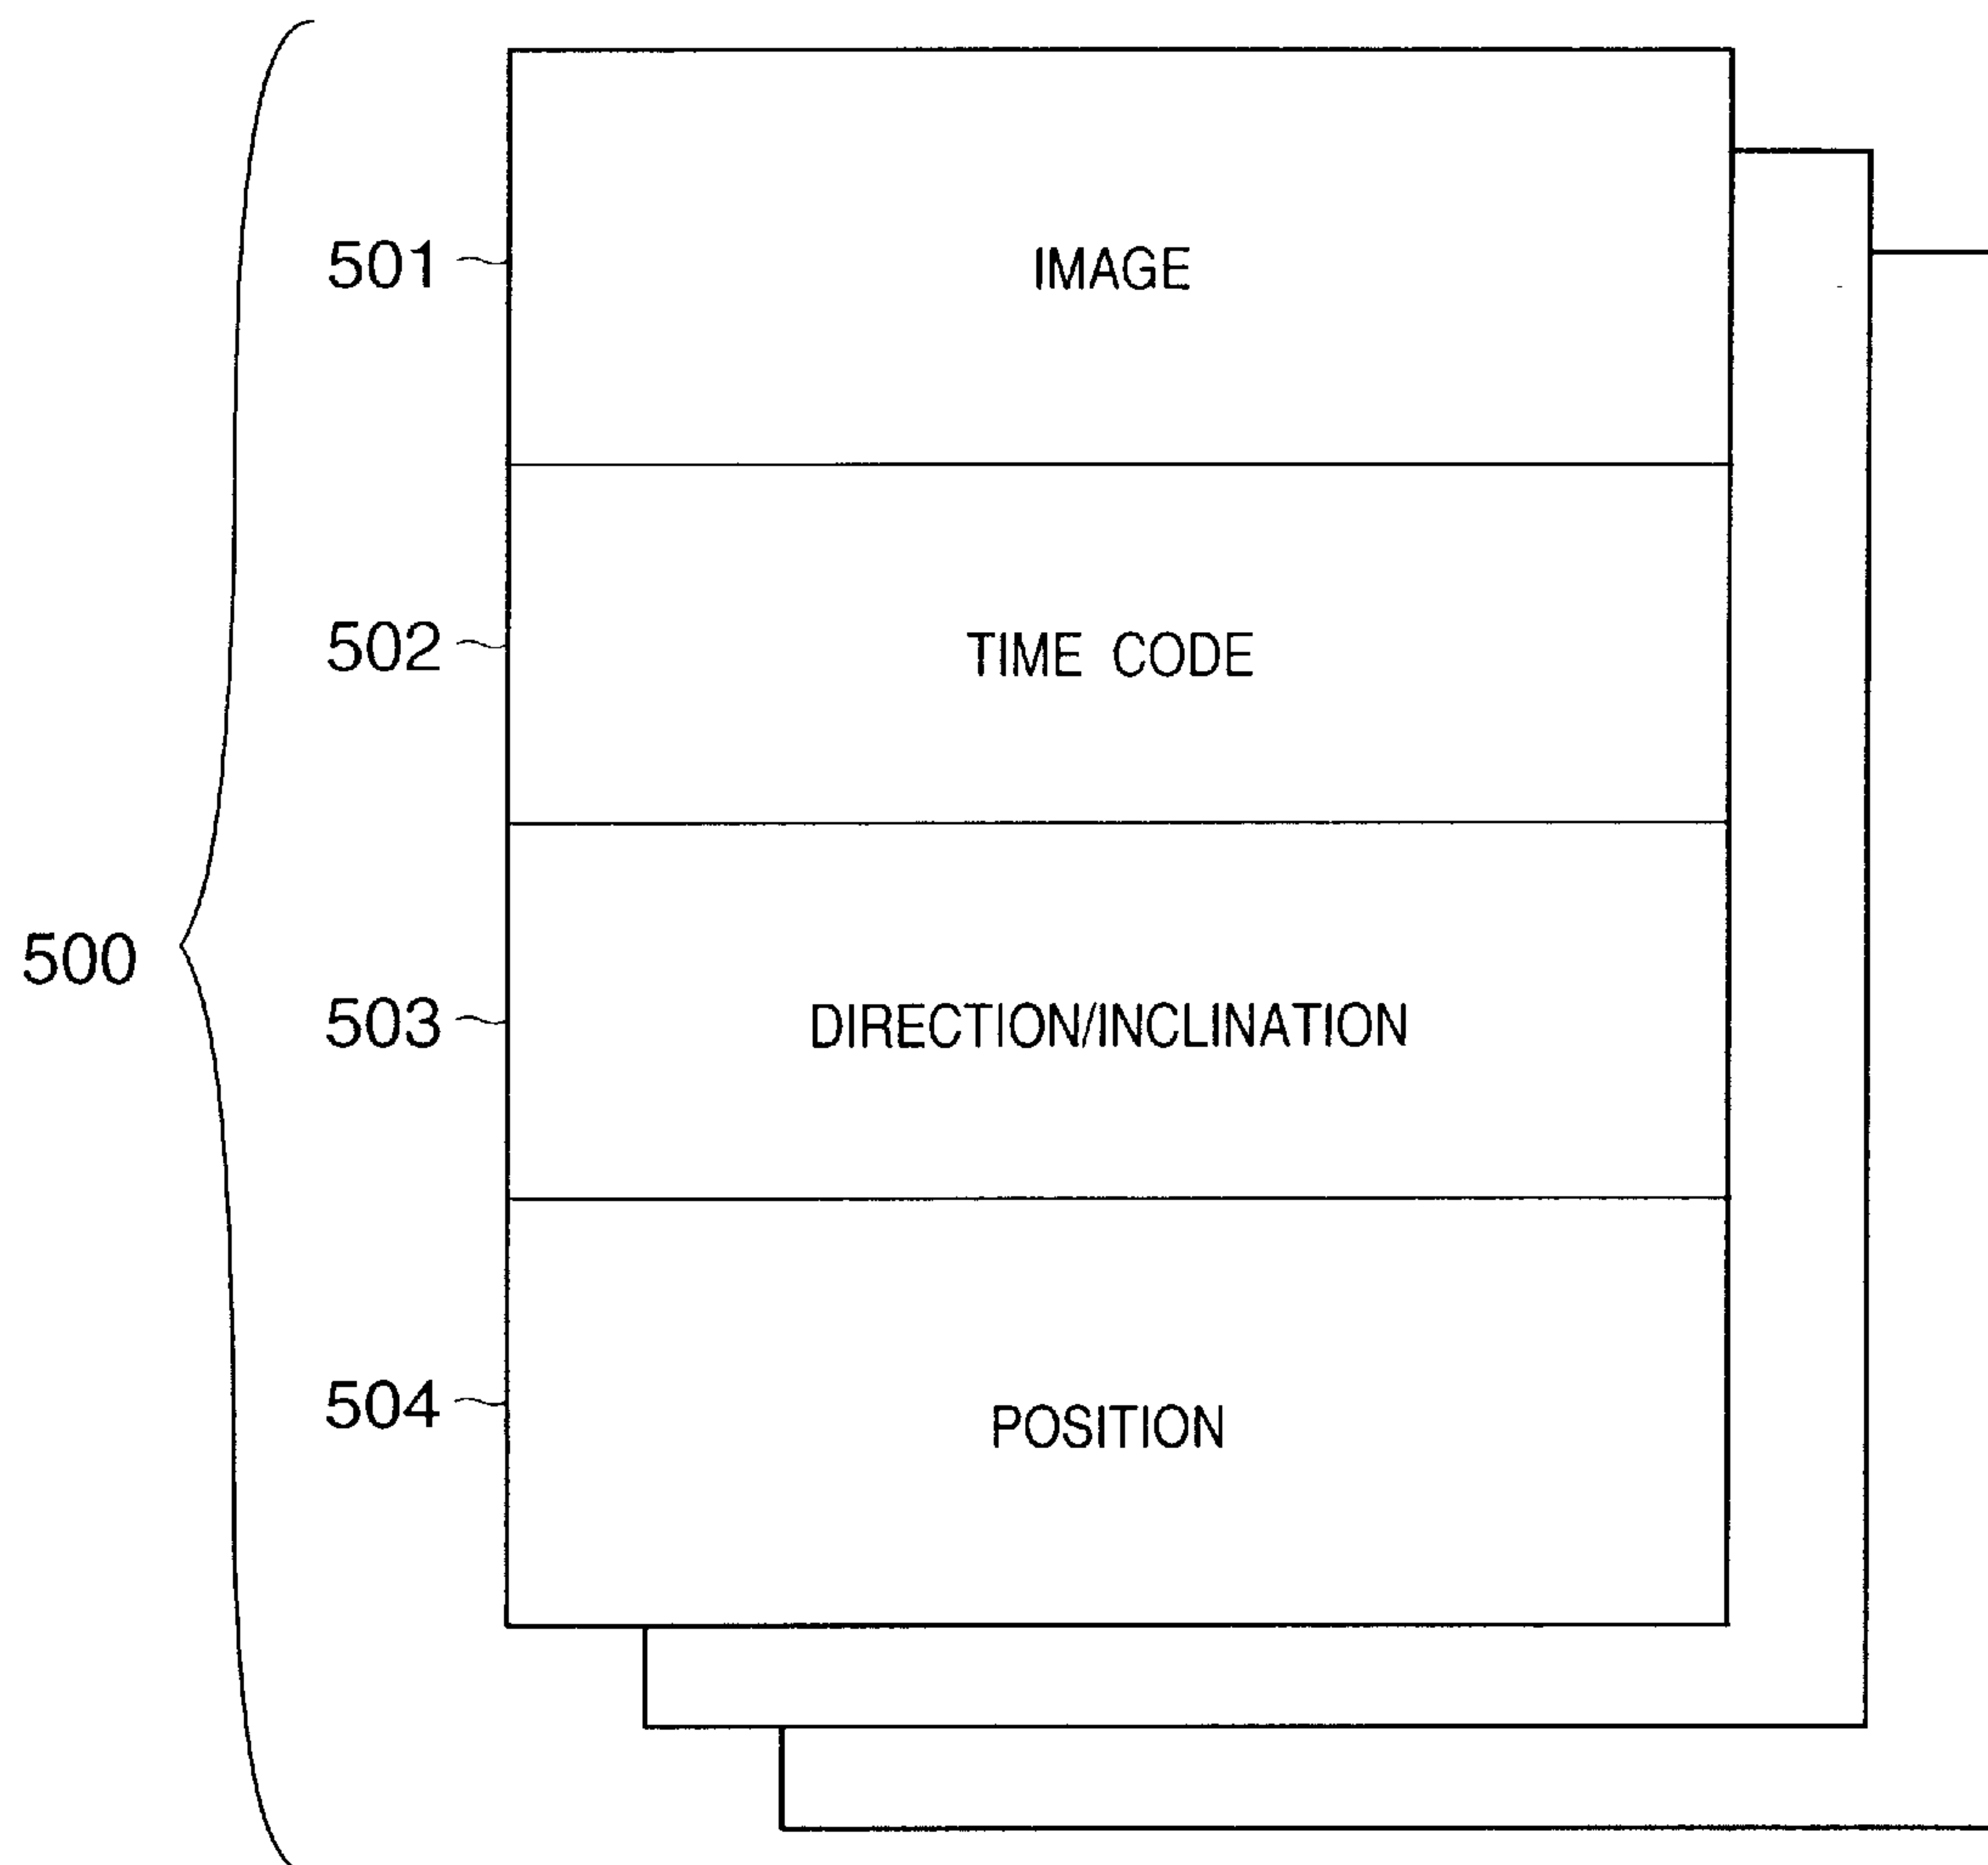 501 IMAGE
502 TIME CODE
500
503 DIRECTION/INCLINATION
504 POSITION